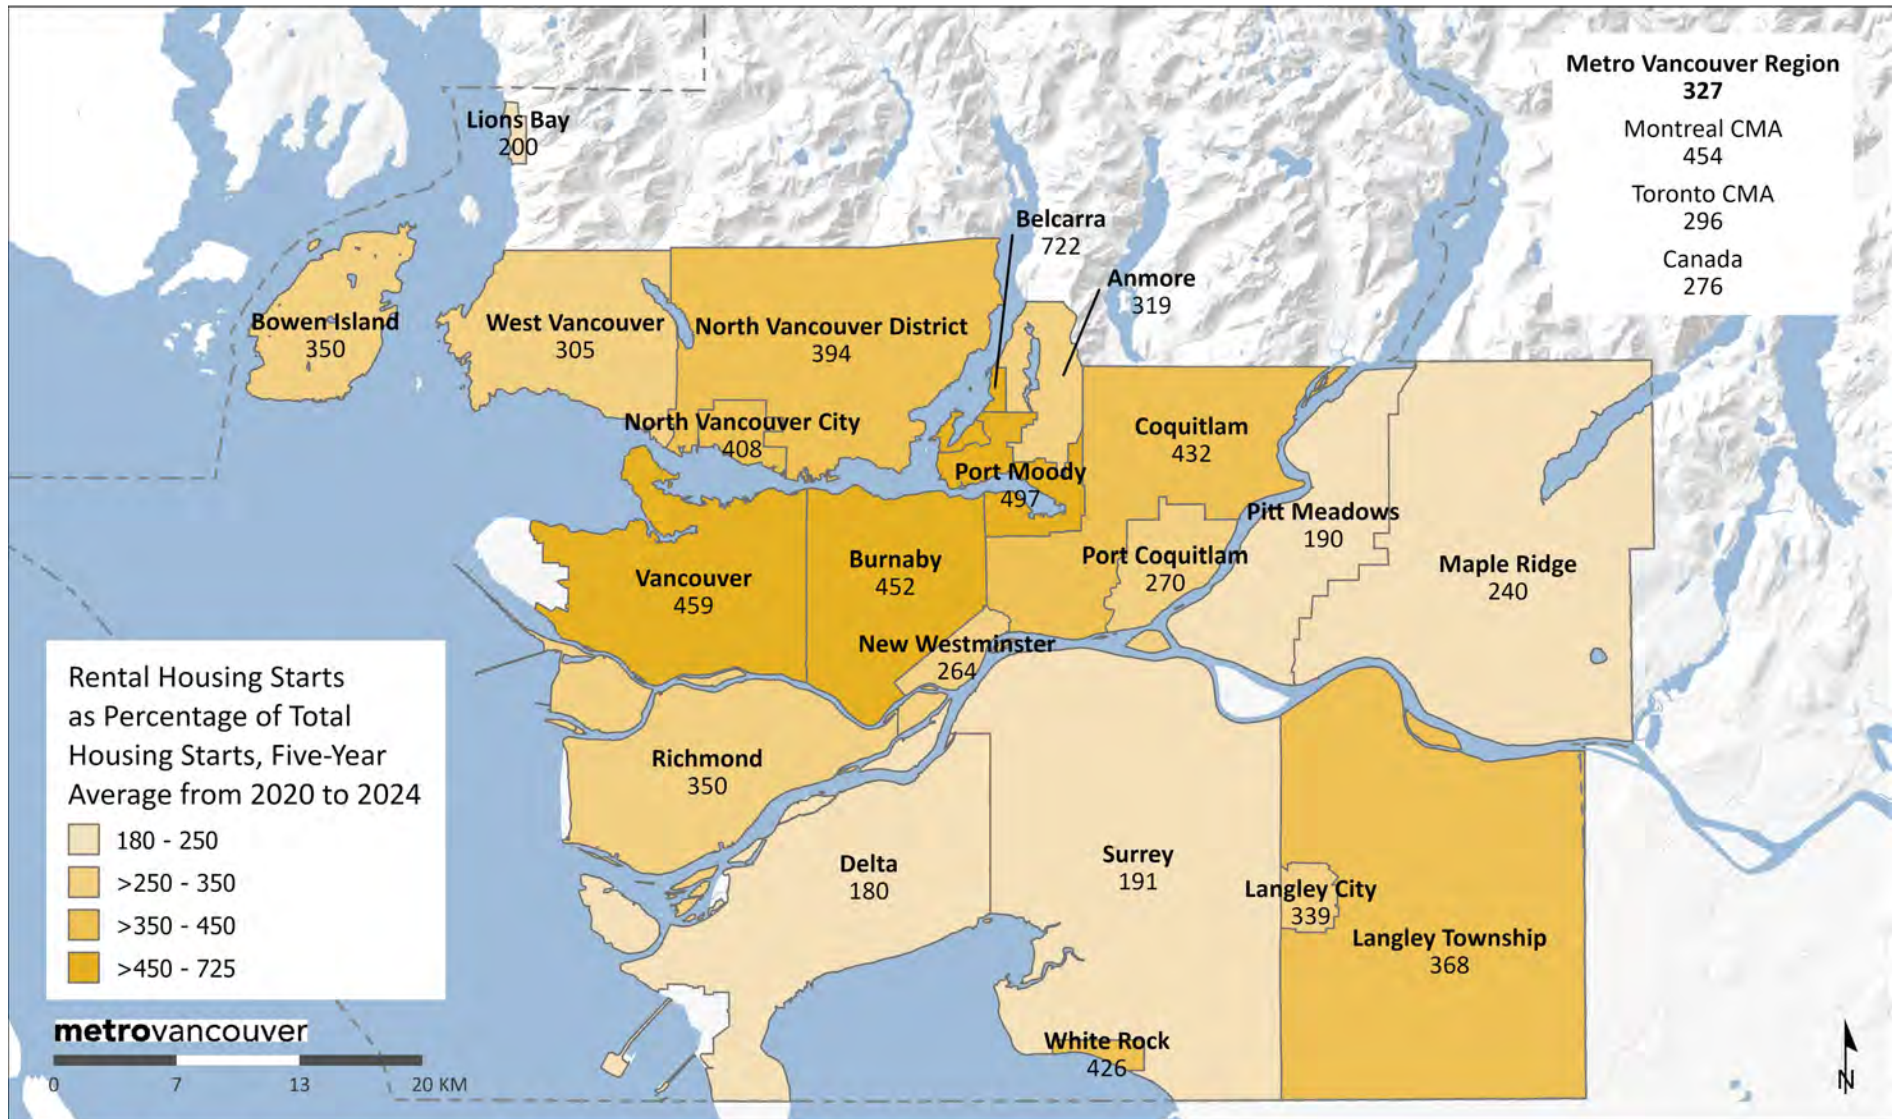 Metro Vancouver Region
327
Montreal CMA
454
Toronto CMA
296
Canada
276
Lions Bay
200
Belcarra
722
Anmore
319
Bowen Island
350
West Vancouver
305
North Vancouver District
394
North Vancouver City
408
Coquitlam
432
Port Moody
497
Pitt Meadows
190
Port Coquitlam
270
Maple Ridge
240
Vancouver
459
Burnaby
452
New Westminster
264
Richmond
350
Delta
180
Surrey
191
Langley City
339
Langley Township
368
White Rock
426
Rental Housing Starts
as Percentage of Total
Housing Starts, Five-Year
Average from 2020 to 2024
180 - 250
>250 - 350
>350 - 450
>450 - 725
metrovancouver
0 7 13 20 KM
N